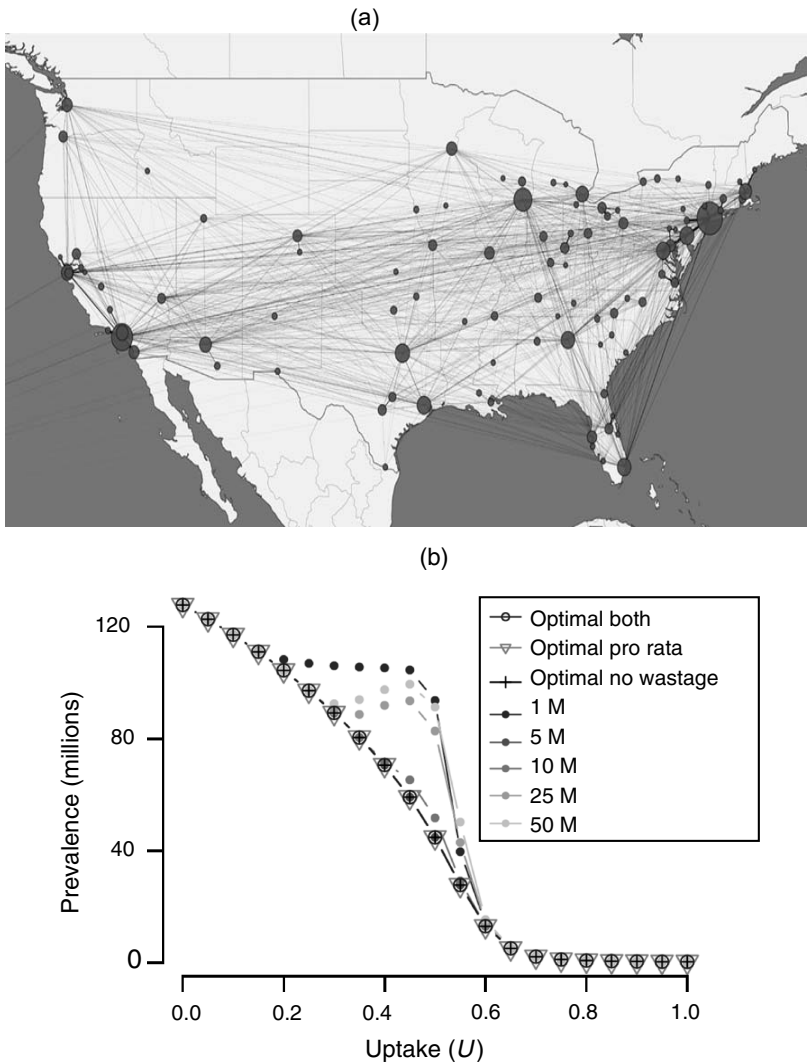 (a)
(b)
Prevalence (millions)
120
80
40
0
Optimal both
Optimal pro rata
Optimal no wastage
1 M
5 M
10 M
25 M
50 M
0.0 0.2 0.4 0.6 0.8 1.0
Uptake (U)